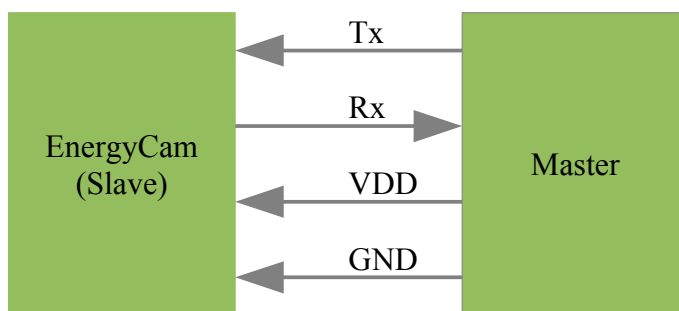 Tx
Rx
EnergyCam
(Slave)
Master
VDD
GND